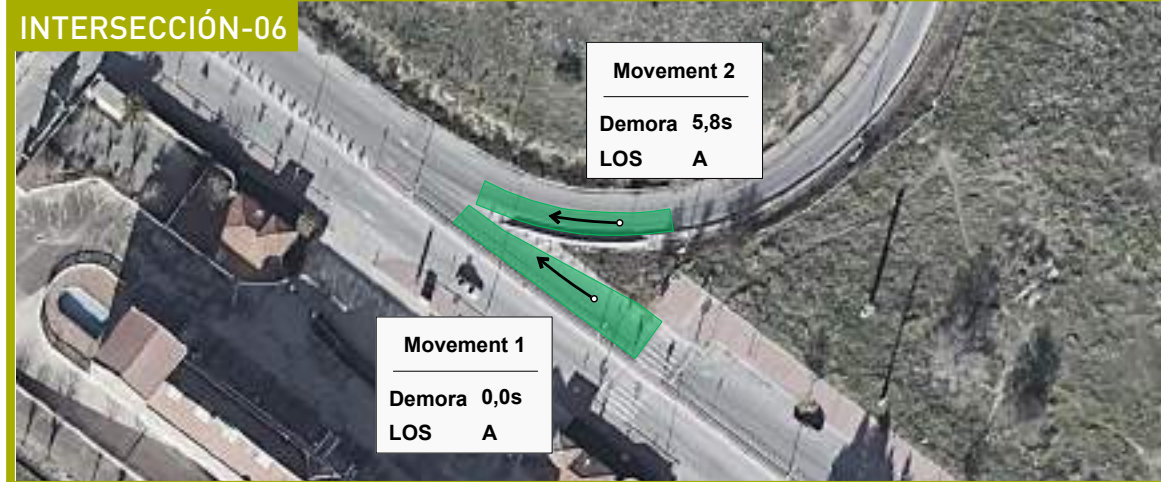 INTERSECCIÓN-06
Movement 2
Demora 5,8s
LOS A
Movement 1
Demora 0,0s
LOS A